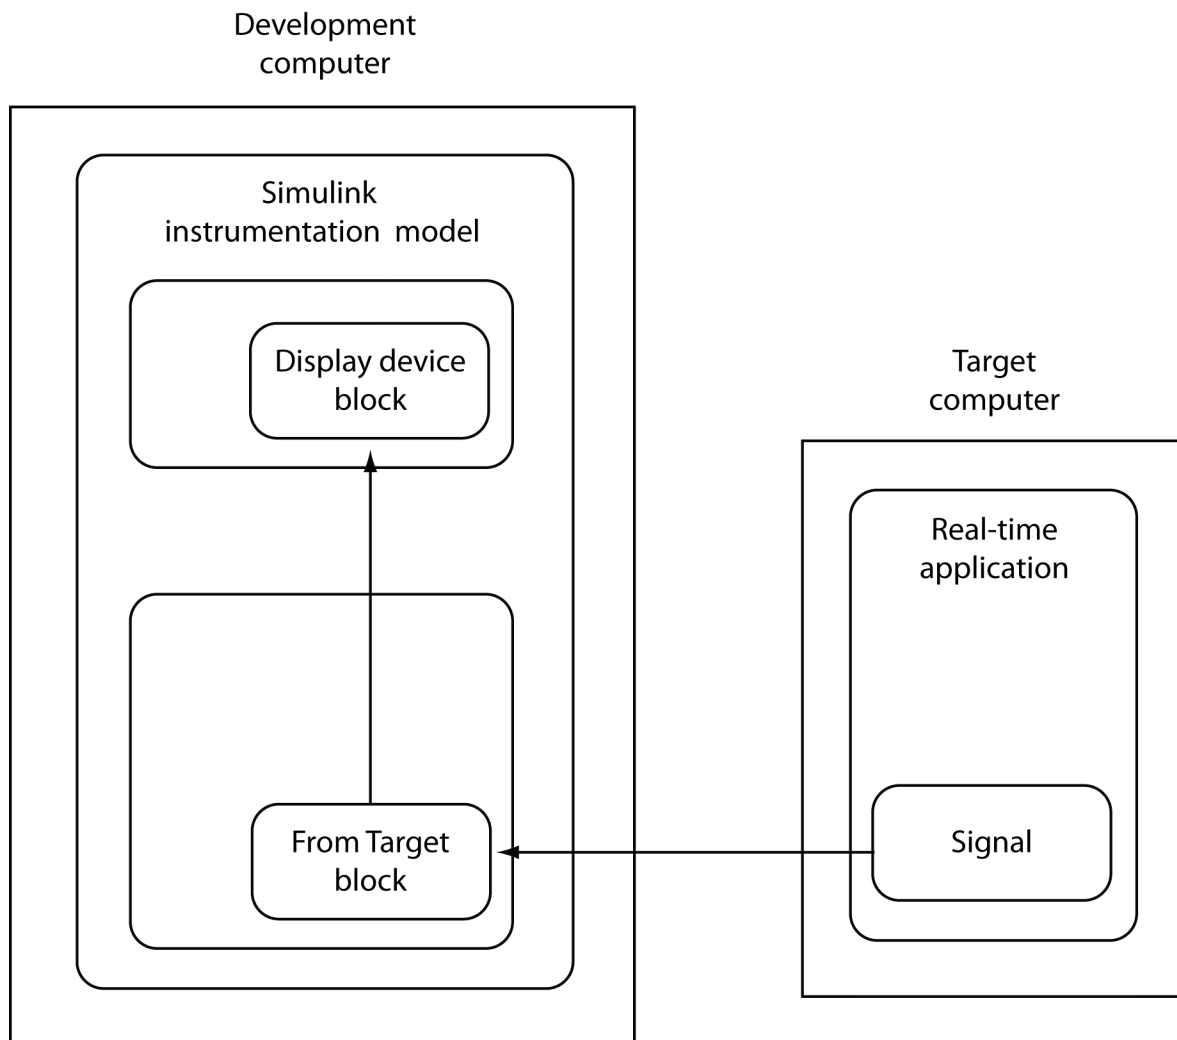 Development
computer
Simulink
instrumentation model
Display device
block
Target
computer
Real-time
application
From Target
block
Signal